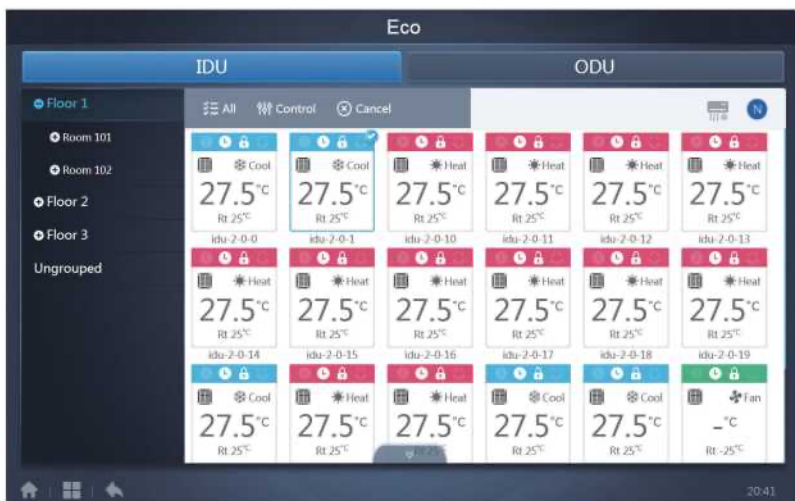 Eco
IDU ODU
Floor 1
Room 101
Room 102
Floor 2
Floor 3
Ungrouped
All Control Cancel N
Cool Cool Heat Heat Heat Heat
27.5°C 27.5°C 27.5°C 27.5°C 27.5°C 27.5°C
Rt 25°C Rt 25°C Rt 25°C Rt 25°C Rt 25°C Rt 25°C
idu-2-0-0 idu-2-0-1 idu-2-0-10 idu-2-0-11 idu-2-0-12 idu-2-0-13
Heat Heat Heat Heat Heat Heat
27.5°C 27.5°C 27.5°C 27.5°C 27.5°C 27.5°C
Rt 25°C Rt 25°C Rt 25°C Rt 25°C Rt 25°C Rt 25°C
idu-2-0-14 idu-2-0-15 idu-2-0-16 idu-2-0-17 idu-2-0-18 idu-2-0-19
Cool Heat Heat Cool Cool Fan
27.5°C 27.5°C 27.5°C 27.5°C 27.5°C -°C
Rt 25°C Rt 25°C Rt 25°C Rt 25°C Rt -25°C
20:41